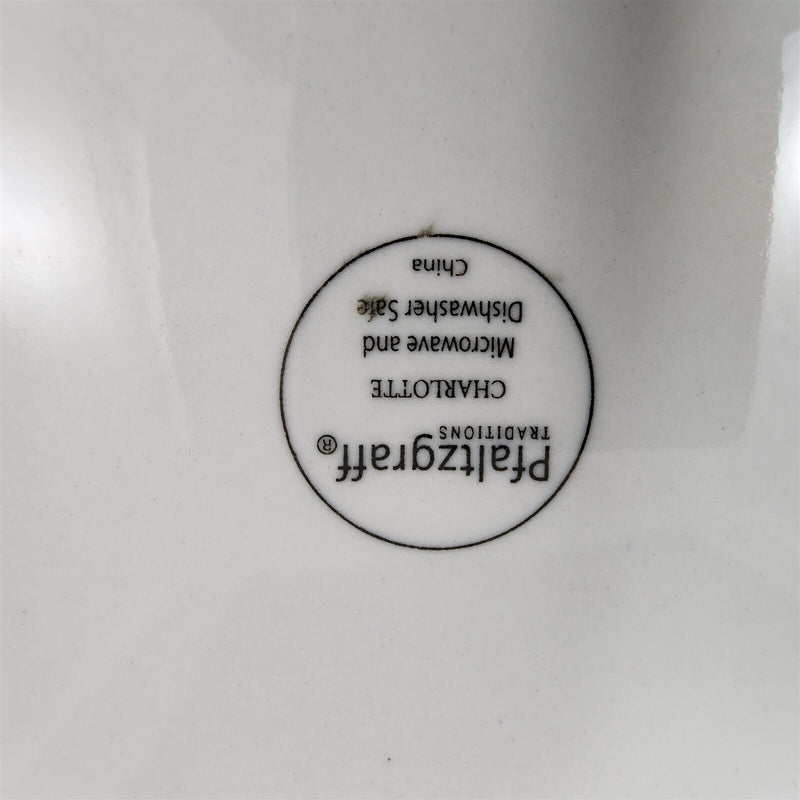 Pfaltzgraff®
TRADITIONS
CHARLOTTE
Microwave and
Dishwasher Safe
China